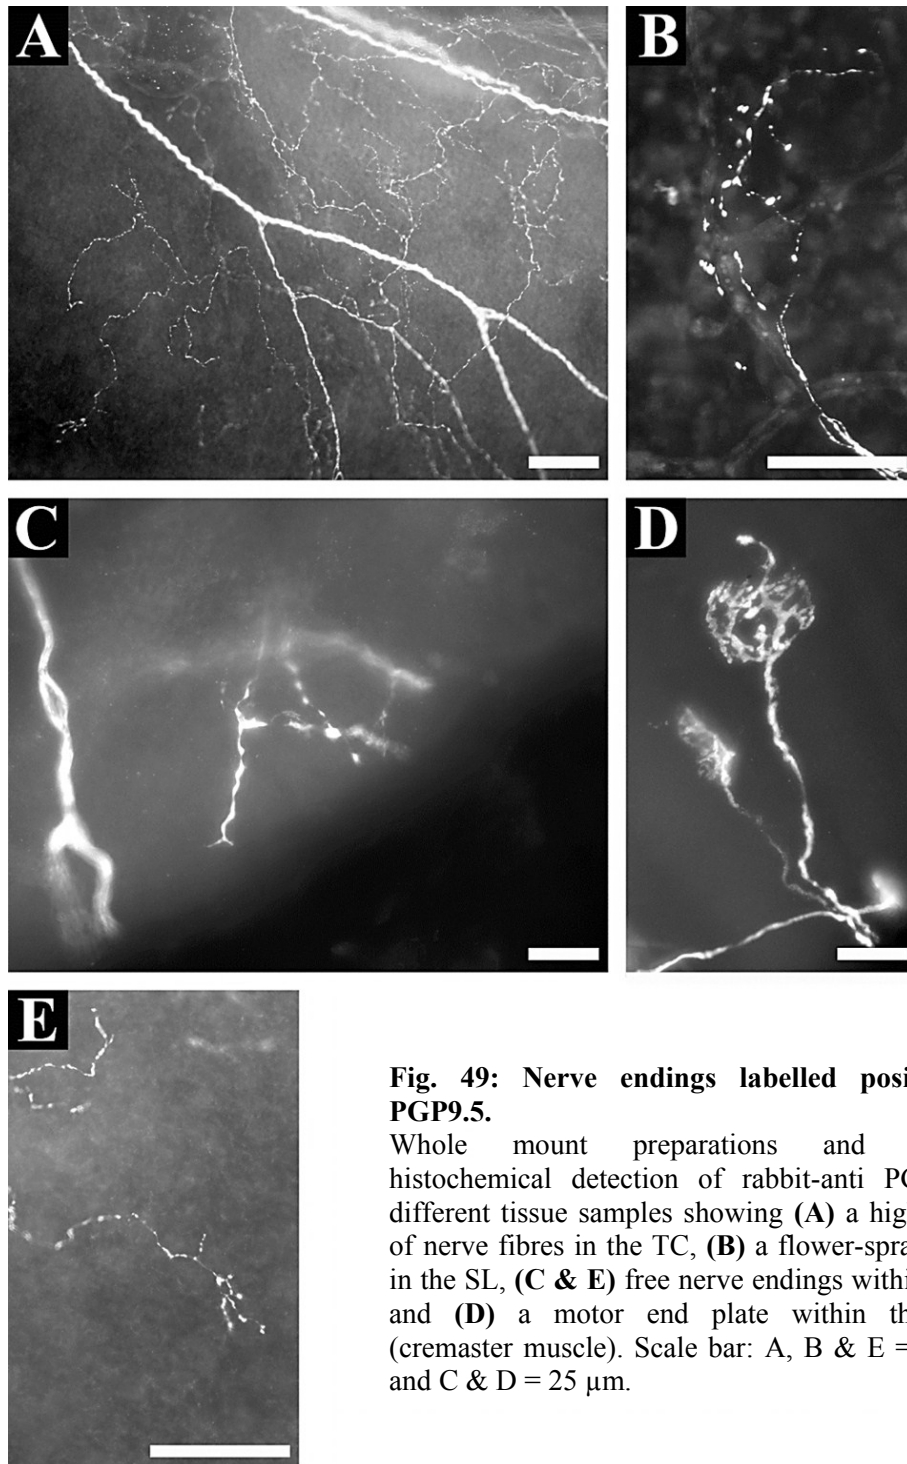 A
B
C
D
E
Fig. 49: Nerve endings labelled posi
PGP9.5.
Whole mount preparations and
histochemical detection of rabbit-anti PG
different tissue samples showing (A) a hig
of nerve fibres in the TC, (B) a flower-spra
in the SL, (C & E) free nerve endings within
and (D) a motor end plate within th
(cremaster muscle). Scale bar: A, B & E =
and C & D = 25 µm.